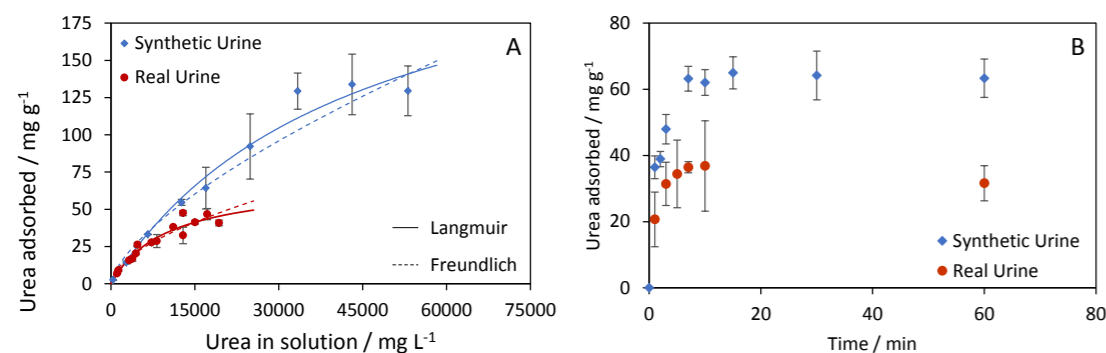 A
Synthetic Urine
Real Urine
Urea adsorbed / mg g⁻¹
175
150
125
100
75
50
25
0
Langmuir
Freundlich
0 15000 30000 45000 60000 75000
Urea in solution / mg L⁻¹
B
Urea adsorbed / mg g⁻¹
80
60
40
20
0
Synthetic Urine
Real Urine
0 20 40 60 80
Time / min